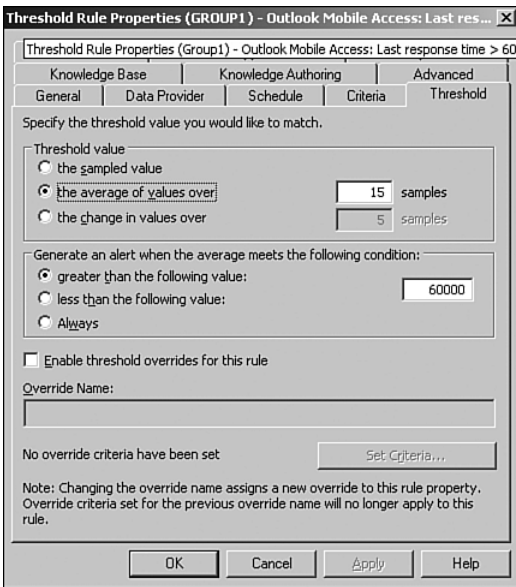 Threshold Rule Properties (GROUP1) - Outlook Mobile Access: Last res...
Threshold Rule Properties (Group1) - Outlook Mobile Access: Last response time > 60
Knowledge Base Knowledge Authoring Advanced
General Data Provider Schedule Criteria Threshold
Specify the threshold value you would like to match.
Threshold value
the sampled value
the average of values over 15 samples
the change in values over 5 samples
Generate an alert when the average meets the following condition:
greater than the following value:
60000
less than the following value:
Always
Enable threshold overrides for this rule
Override Name:
No override criteria have been set Set Criteria...
Note: Changing the override name assigns a new override to this rule property.
Override criteria set for the previous override name will no longer apply to this
rule.
OK Cancel Apply Help